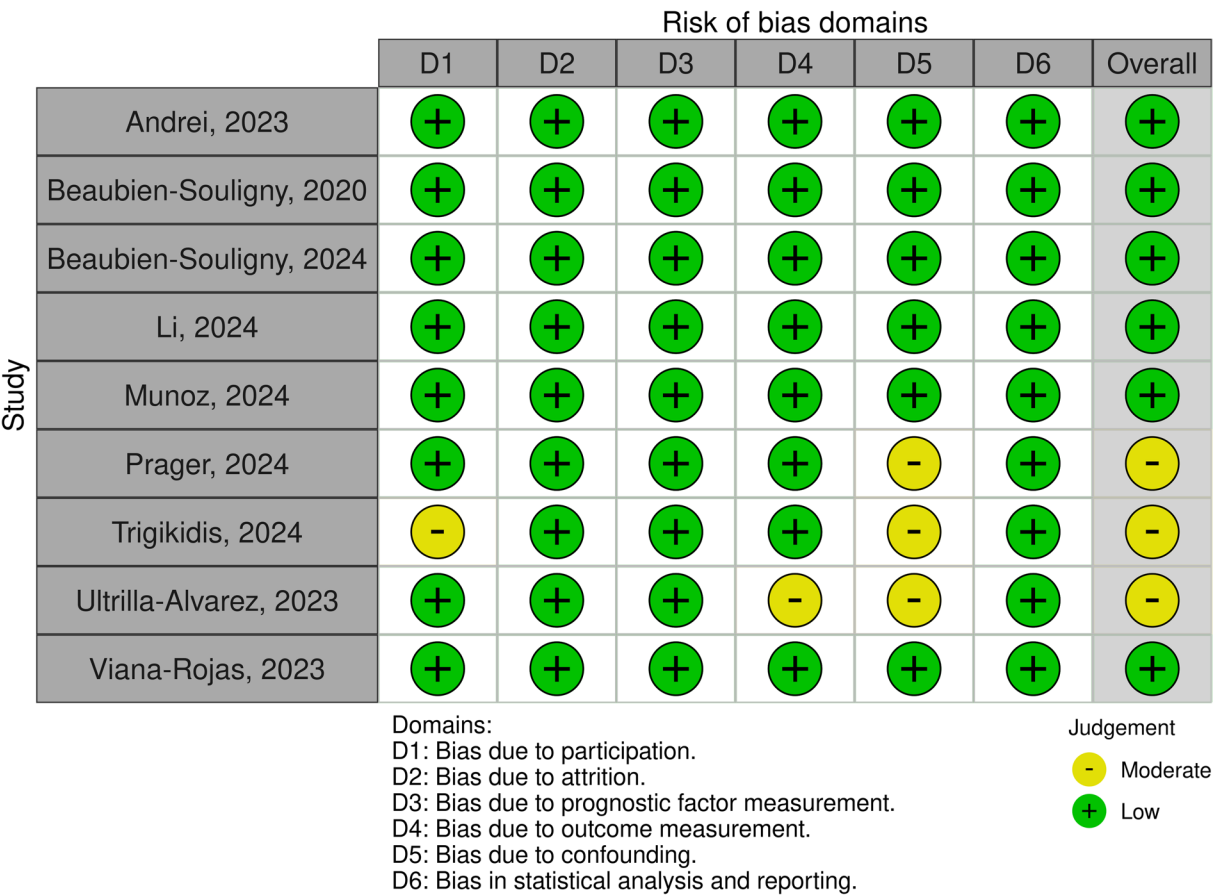 Risk of bias domains
D1 D2 D3 D4 D5 D6 Overall
Study
Andrei, 2023 + + + + + + +
Beaubien-Souligny, 2020 + + + + + + +
Beaubien-Souligny, 2024 + + + + + + +
Li, 2024 + + + + + + +
Munoz, 2024 + + + + + + +
Prager, 2024 + + + + - + -
Trigikidis, 2024 - + + + - + -
Ultrilla-Alvarez, 2023 + + + - - + -
Viana-Rojas, 2023 + + + + + + +
Domains:
D1: Bias due to participation.
D2: Bias due to attrition.
D3: Bias due to prognostic factor measurement.
D4: Bias due to outcome measurement.
D5: Bias due to confounding.
D6: Bias in statistical analysis and reporting.
Judgement
- Moderate
+ Low